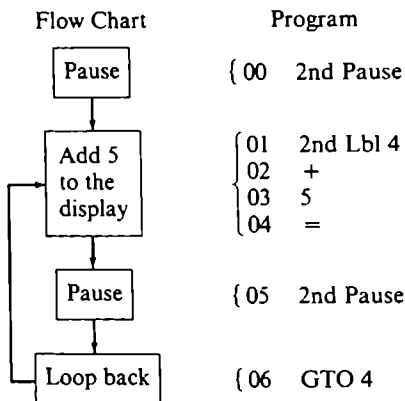 Flow Chart Program
Pause { 00 2nd Pause
Add 5
to the
display
{ 01 2nd Lbl 4
02 +
03 5
04 =
Pause { 05 2nd Pause
Loop back { 06 GTO 4